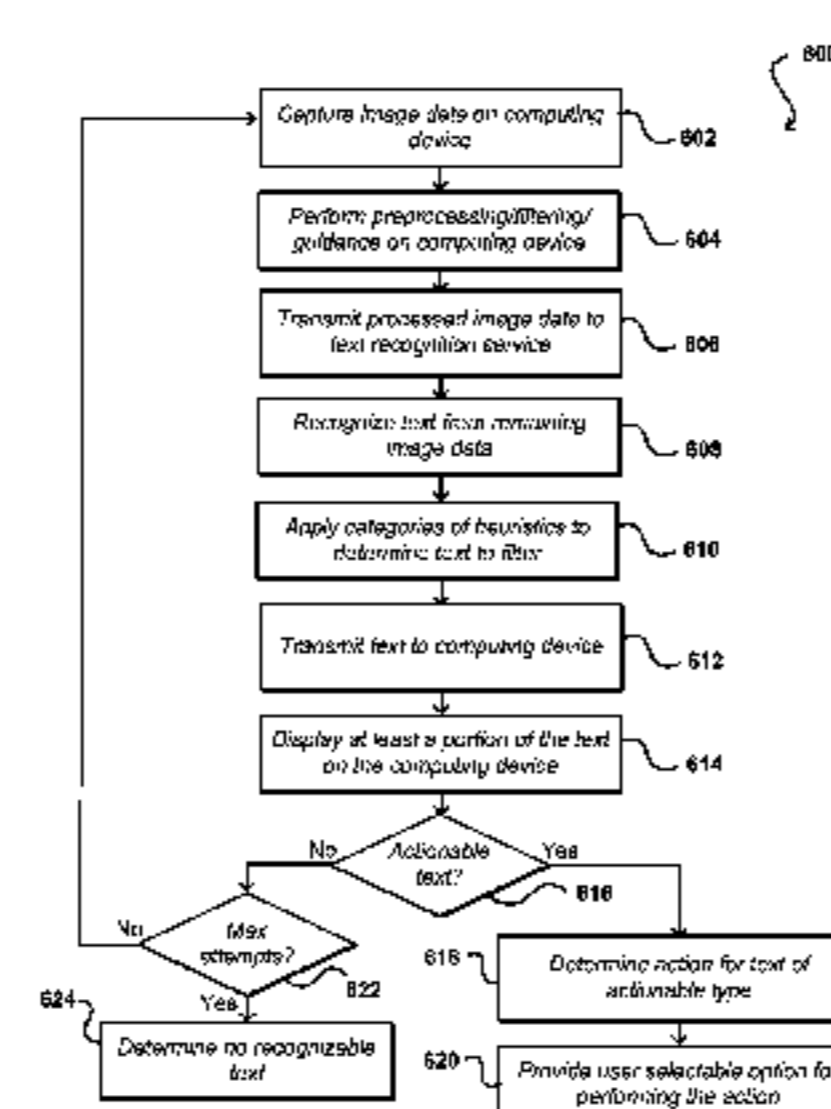 600
Capture image data on computing
device
602
Perform preprocessing/filtering/
guidance on computing device
604
Transmit processed image data to
text recognition service
606
Recognize text from remaining
image data
608
Apply categories of heuristics to
determine text to filter
610
Transmit text to computing device
612
Display at least a portion of the text
on the computing device
614
No
Actionable
text?
Yes
616
No
Max
attempts?
622
Yes
618
Determine action for text of
actionable type
624
Determine no recognizable
text
620
Provide user selectable option for
performing the action